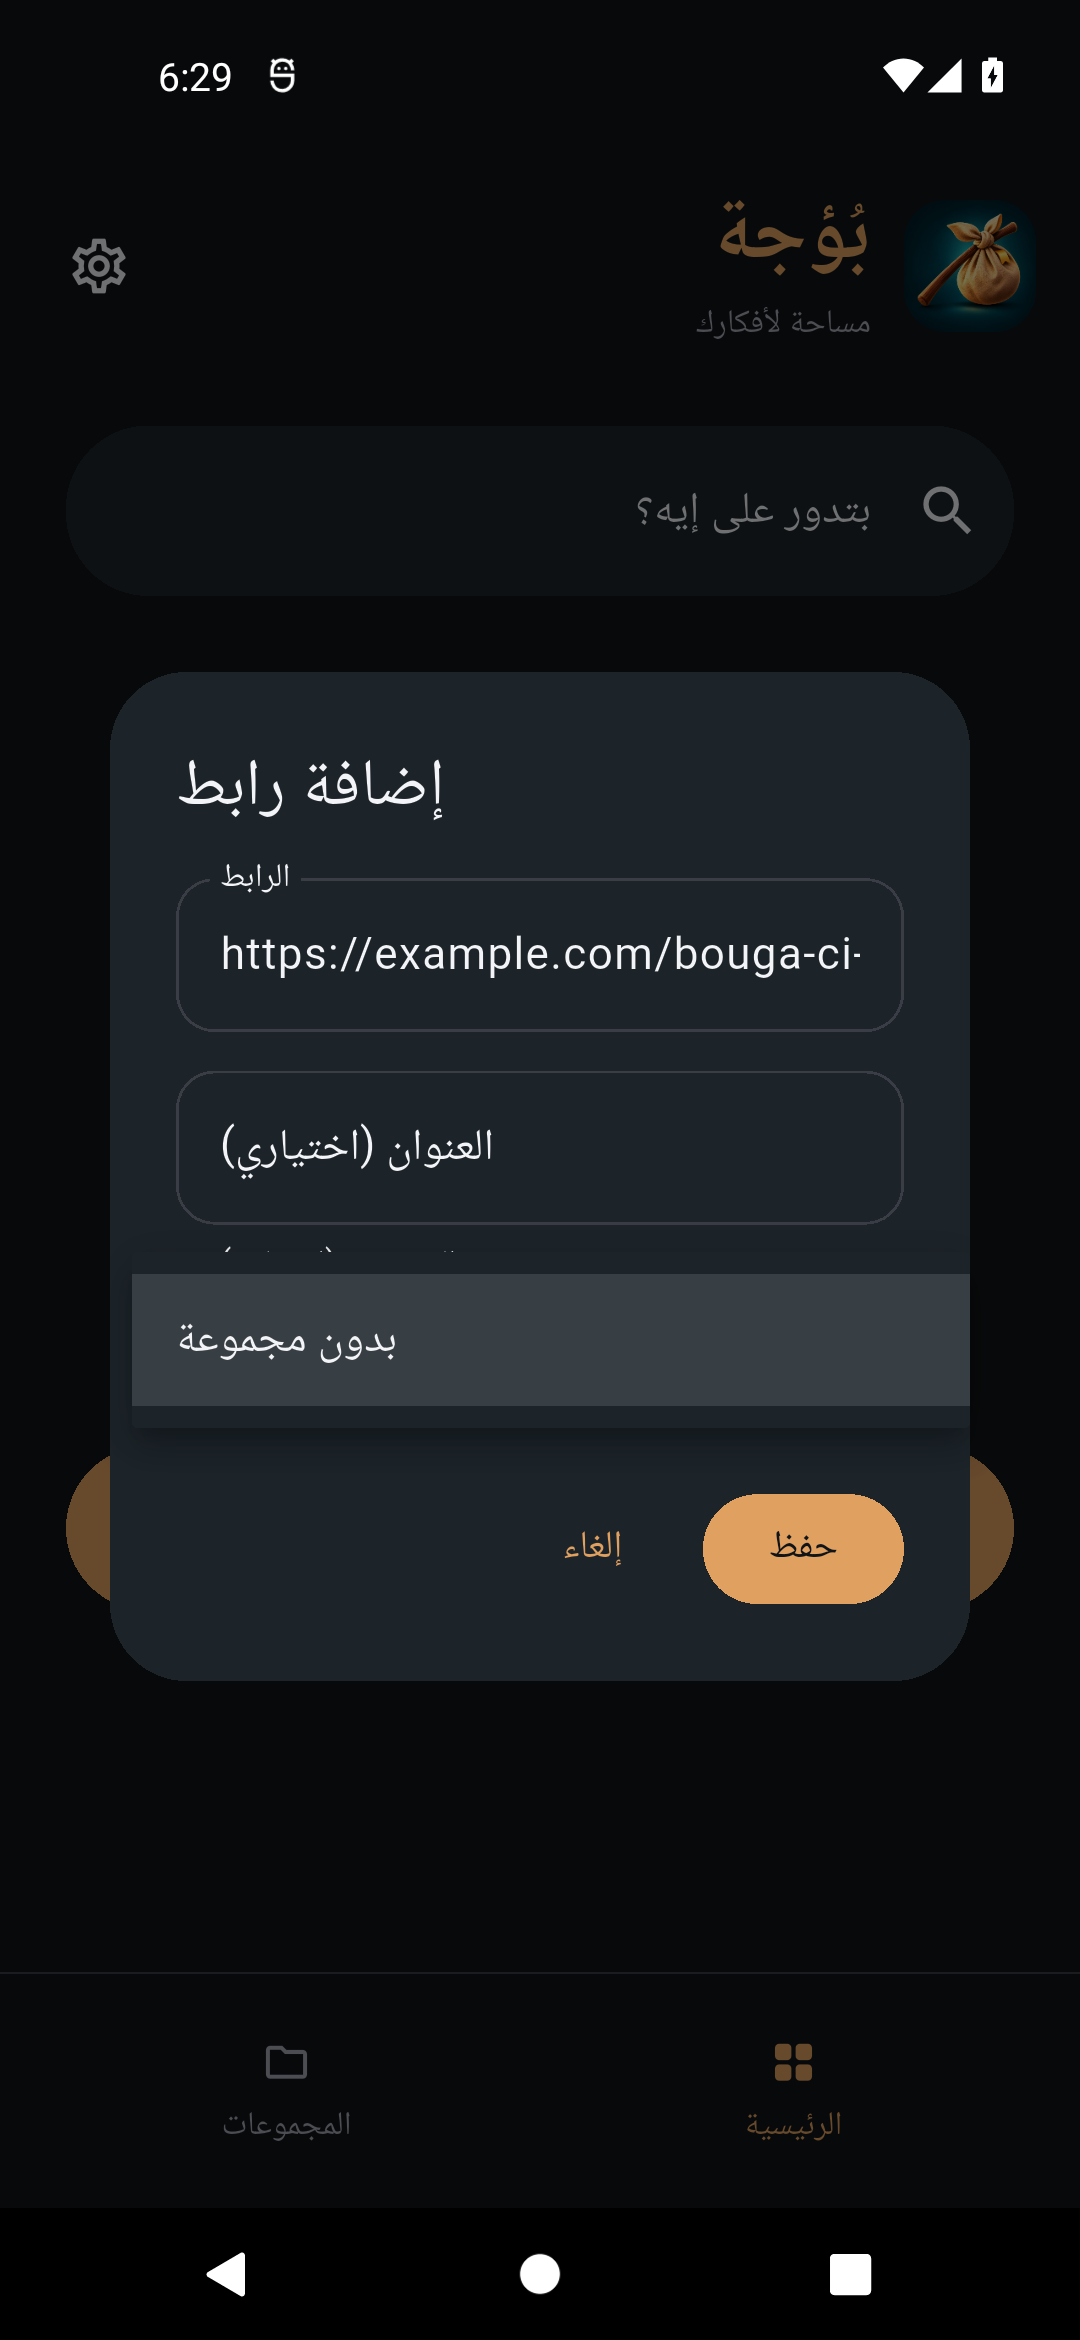 6:29
بُؤجة
مساحة لأفكارك
بتدور على إيه؟
إضافة رابط
الرابط
https://example.com/bouga-ci-
العنوان (اختياري)
بدون مجموعة
حفظ
إلغاء
الرئيسية
المجموعات